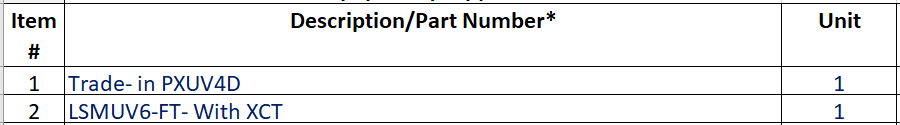 Item # Description/Part Number* Unit
1 Trade- in PXUV4D 1
2 LSMUV6-FT- With XCT 1